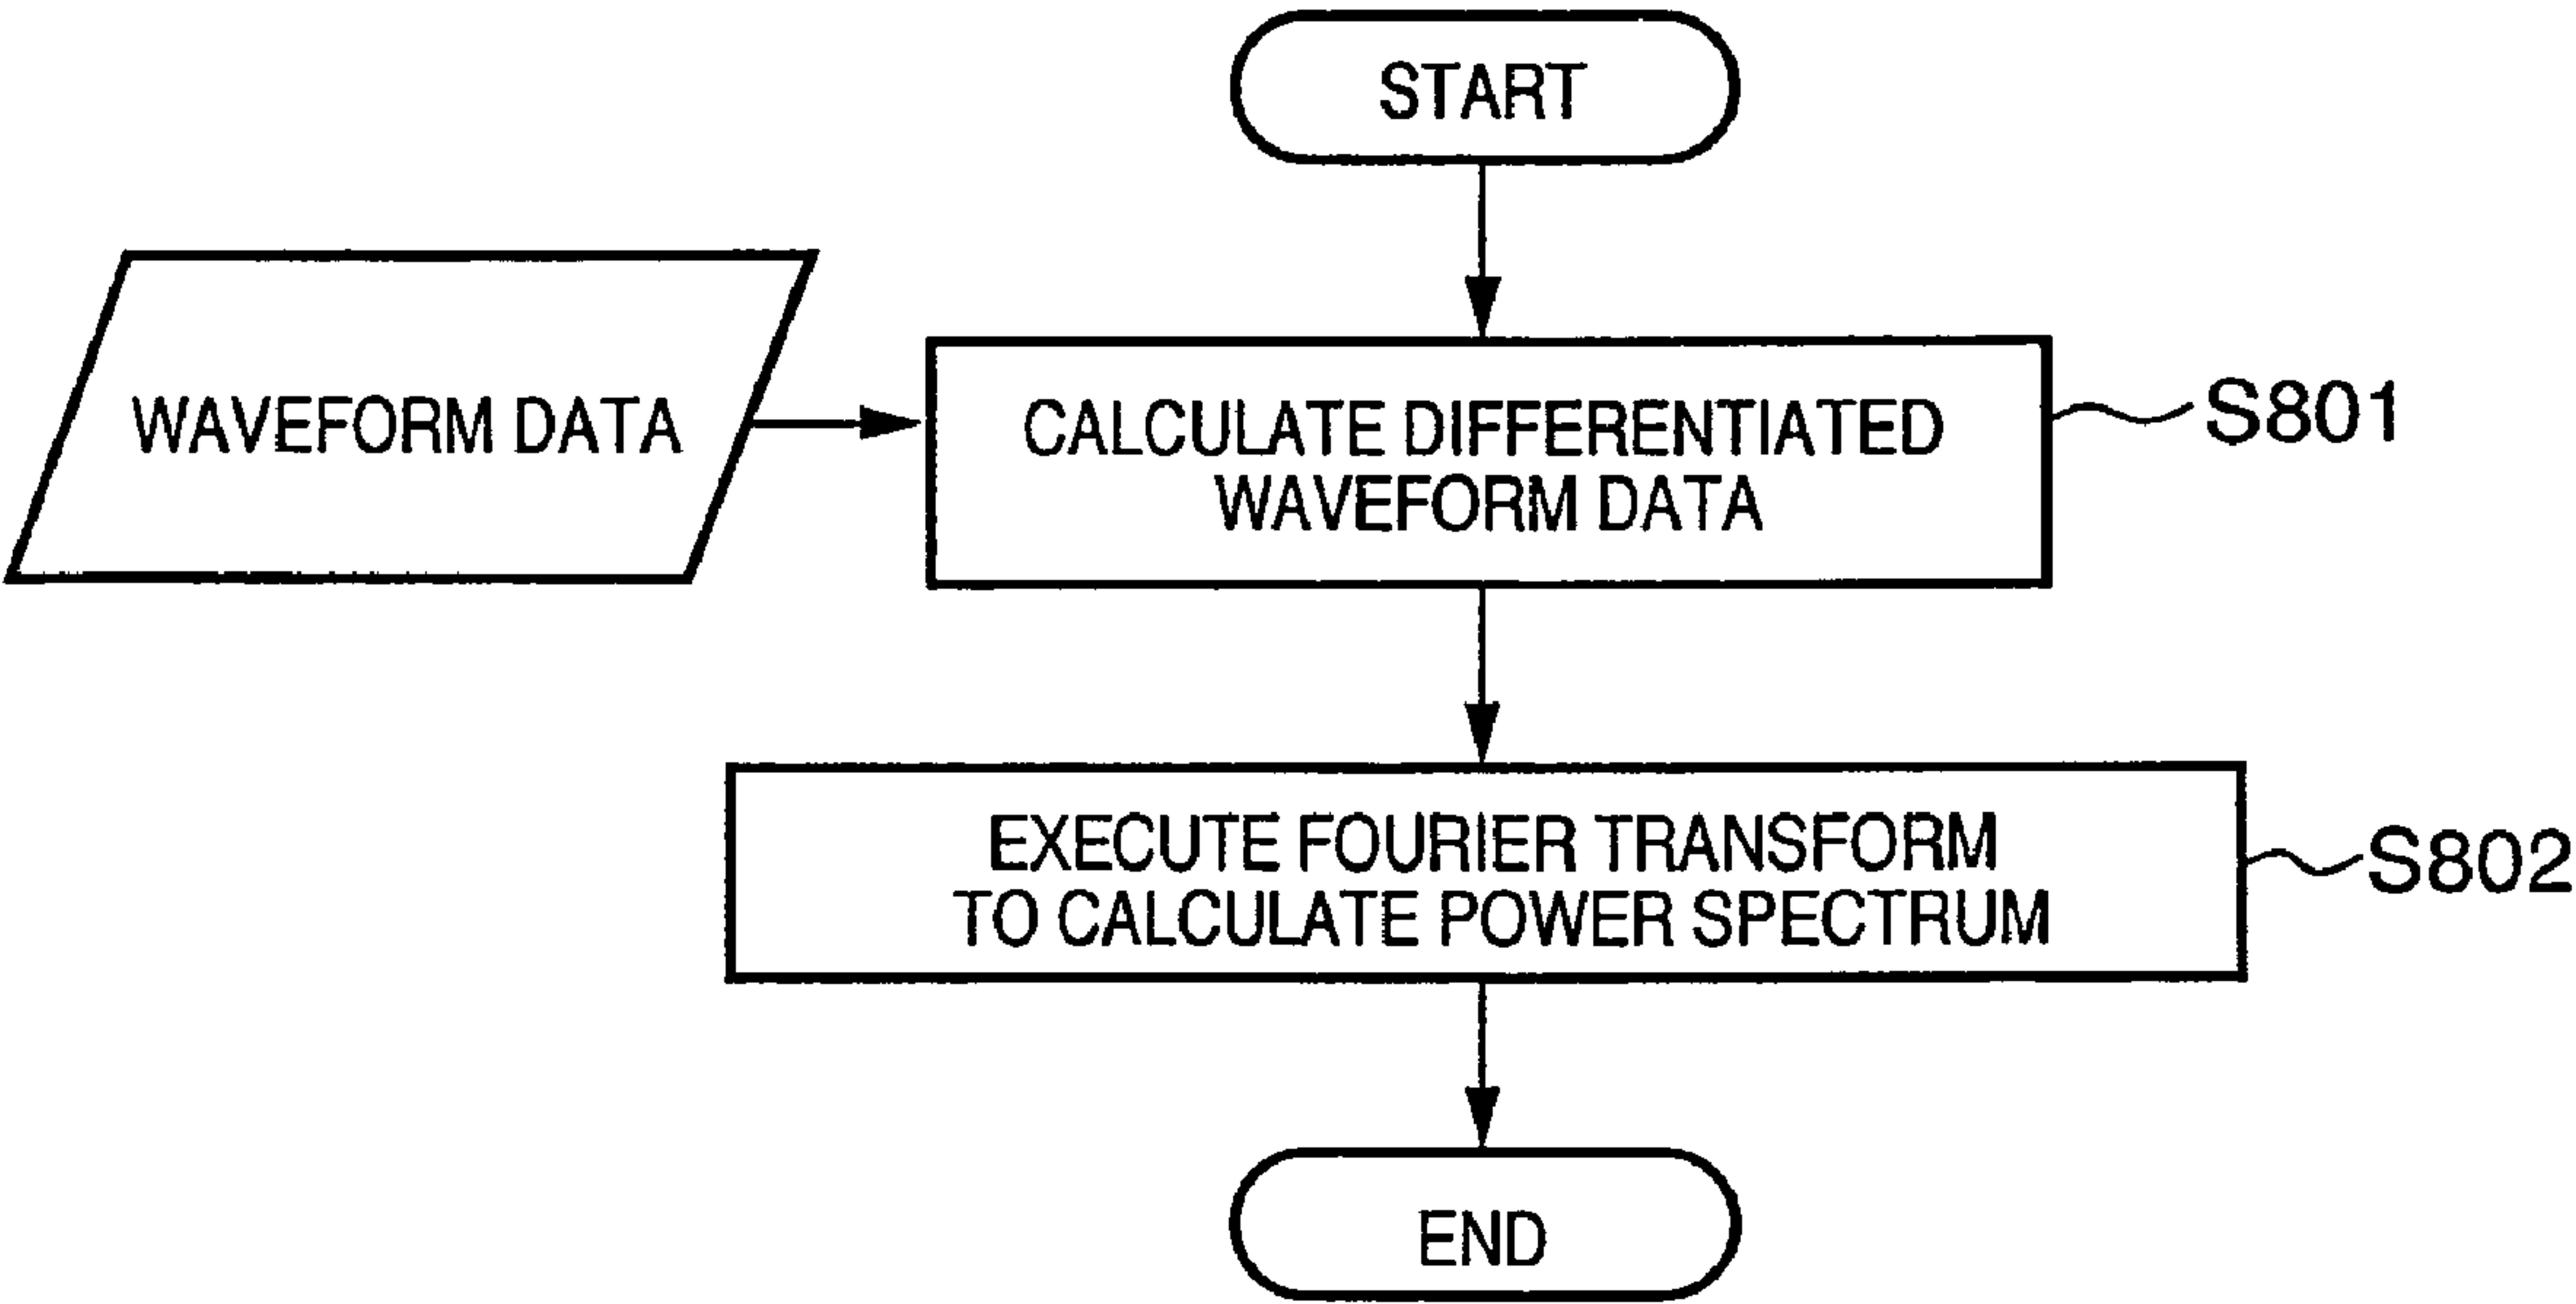 START
WAVEFORM DATA
CALCULATE DIFFERENTIATED
WAVEFORM DATA
S801
EXECUTE FOURIER TRANSFORM
TO CALCULATE POWER SPECTRUM
S802
END